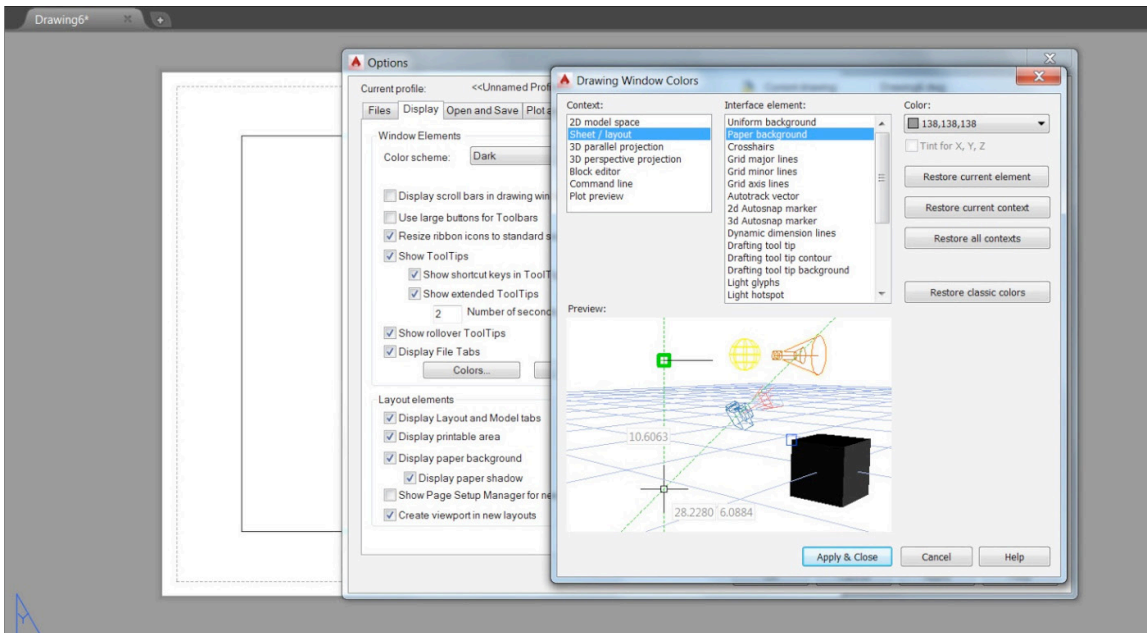 Drawing6*
Options
Current profile: <<Unnamed Profi
Files Display Open and Save Plot a
Window Elements
Color scheme: Dark
Display scroll bars in drawing win
Use large buttons for Toolbars
Resize ribbon icons to standard s
Show ToolTips
Show shortcut keys in ToolT
Show extended ToolTips
2 Number of second
Show rollover ToolTips
Display File Tabs
Colors...
Layout elements
Display Layout and Model tabs
Display printable area
Display paper background
Display paper shadow
Show Page Setup Manager for ne
Create viewport in new layouts
Drawing Window Colors
Context:
2D model space
Sheet / layout
3D parallel projection
3D perspective projection
Block editor
Command line
Plot preview
Interface element:
Uniform background
Paper background
Crosshairs
Grid major lines
Grid minor lines
Grid axis lines
Autotrack vector
2d Autosnap marker
3d Autosnap marker
Dynamic dimension lines
Drafting tool tip
Drafting tool tip contour
Drafting tool tip background
Light glyphs
Light hotspot
Color:
138,138,138
Tint for X, Y, Z
Restore current element
Restore current context
Restore all contexts
Restore classic colors
Preview:
10.6063
28.2280 6.0884
Apply & Close Cancel Help
Y